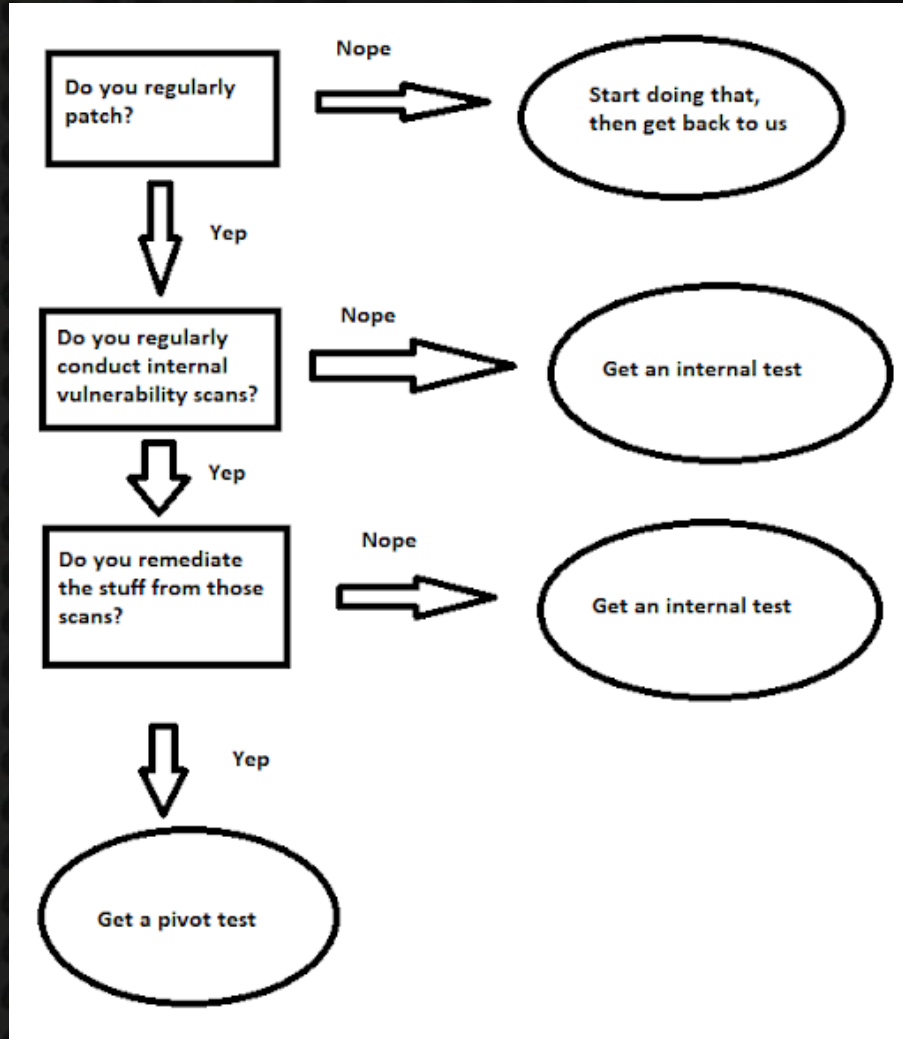 Nope
Do you regularly
patch?
Start doing that,
then get back to us
Yep
Nope
Do you regularly
conduct internal
vulnerability scans?
Get an internal test
Yep
Nope
Do you remediate
the stuff from those
scans?
Get an internal test
Yep
Get a pivot test